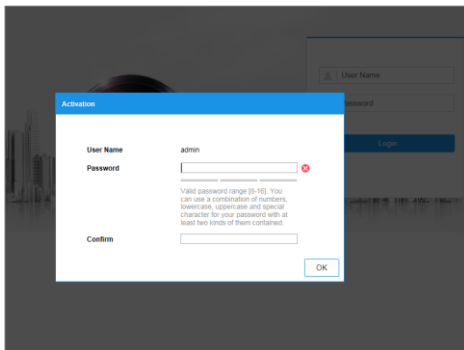 User Name
Password
Login
Activation
User Name admin
Password
Valid password range [8-16]. You
can use a combination of numbers,
lowercase, uppercase and special
character for your password with at
least two kinds of them contained.
Confirm
OK